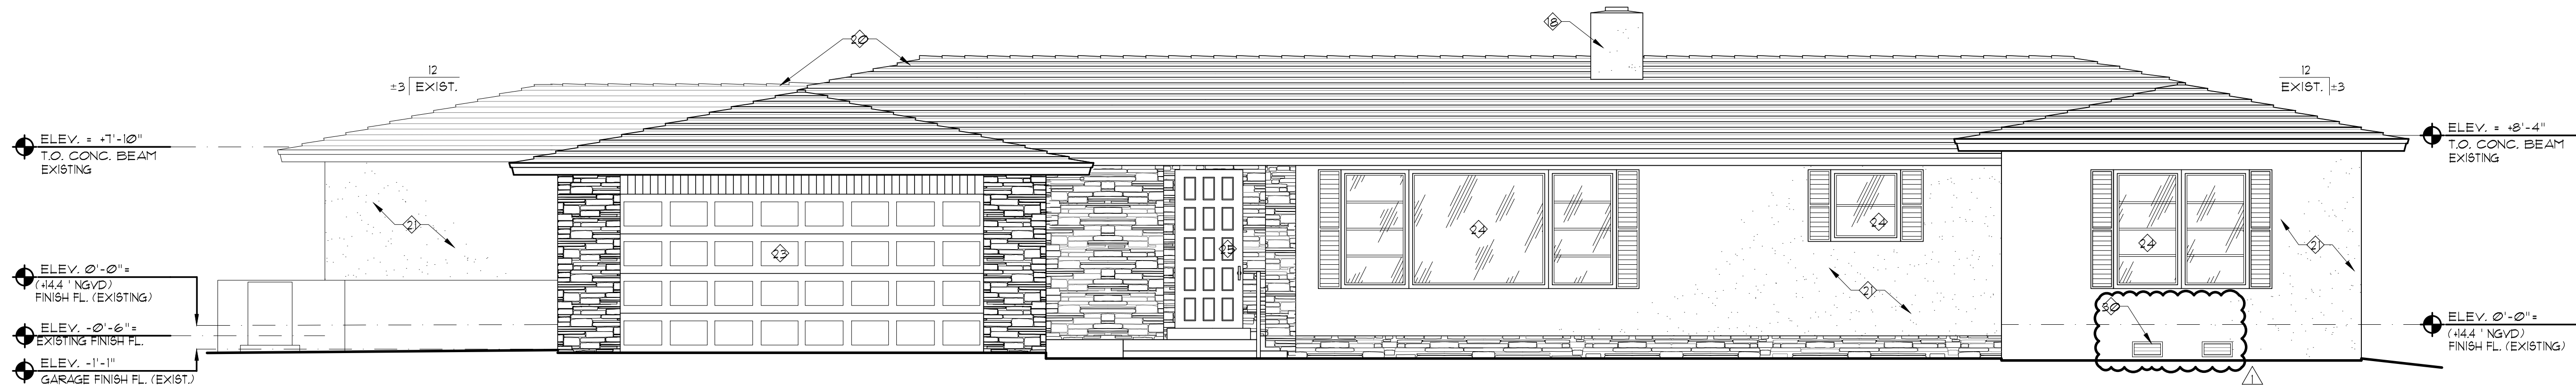 ELEV. = +7'-10"
T.O. CONC. BEAM
EXISTING
ELEV. 0'-0"=
(+14.4 ' NGVD)
FINISH FL. (EXISTING)
ELEV. -0'-6"=
EXISTING FINISH FL.
ELEV. -1'-1"
GARAGE FINISH FL. (EXIST.)
12
±3 EXIST.
20
18
21
23
25
24
24
21
24
21
30
1
12
EXIST. ±3
ELEV. = +8'-4"
T.O. CONC. BEAM
EXISTING
ELEV. 0'-0"=
(+14.4 ' NGVD)
FINISH FL. (EXISTING)